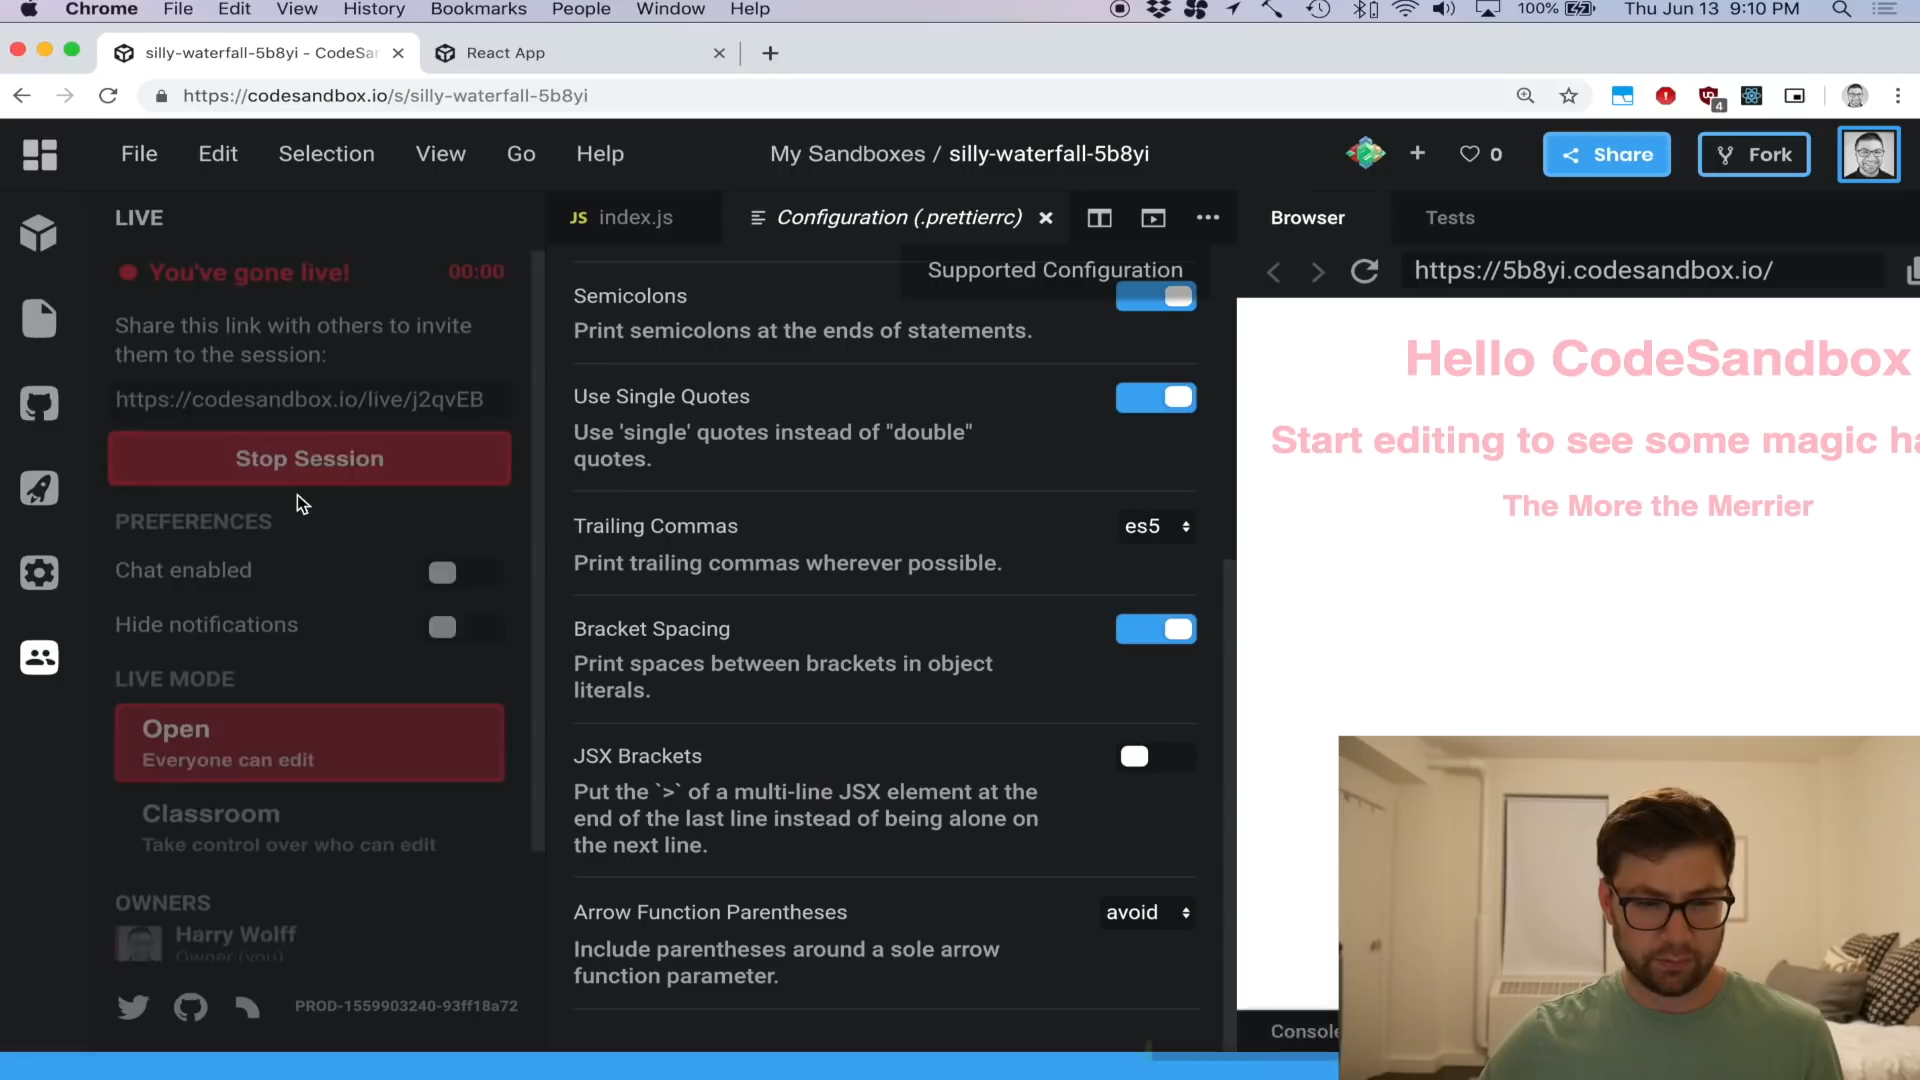 Chrome File Edit View History Bookmarks People Window Help 100% Thu Jun 13 9:10 PM
silly-waterfall-5b8yi - CodeSa
React App
https://codesandbox.io/s/silly-waterfall-5b8yi
4
File Edit Selection View Go Help
My Sandboxes / silly-waterfall-5b8yi
0
Share
Fork
LIVE
You've gone live! 00:00
Share this link with others to invite
them to the session:
https://codesandbox.io/live/j2qvEB
Stop Session
PREFERENCES
Chat enabled
Hide notifications
LIVE MODE
Open
Everyone can edit
Classroom
Take control over who can edit
OWNERS
Harry Wolff
Owner (you)
PROD-1559903240-93ff18a72
JS index.js
Configuration (.prettierrc)
Supported Configuration
Semicolons
Print semicolons at the ends of statements.
Use Single Quotes
Use 'single' quotes instead of "double"
quotes.
Trailing Commas
es5
Print trailing commas wherever possible.
Bracket Spacing
Print spaces between brackets in object
literals.
JSX Brackets
Put the `>` of a multi-line JSX element at the
end of the last line instead of being alone on
the next line.
Arrow Function Parentheses
avoid
Include parentheses around a sole arrow
function parameter.
Browser Tests
https://5b8yi.codesandbox.io/
Hello CodeSandbox
Start editing to see some magic ha
The More the Merrier
Console